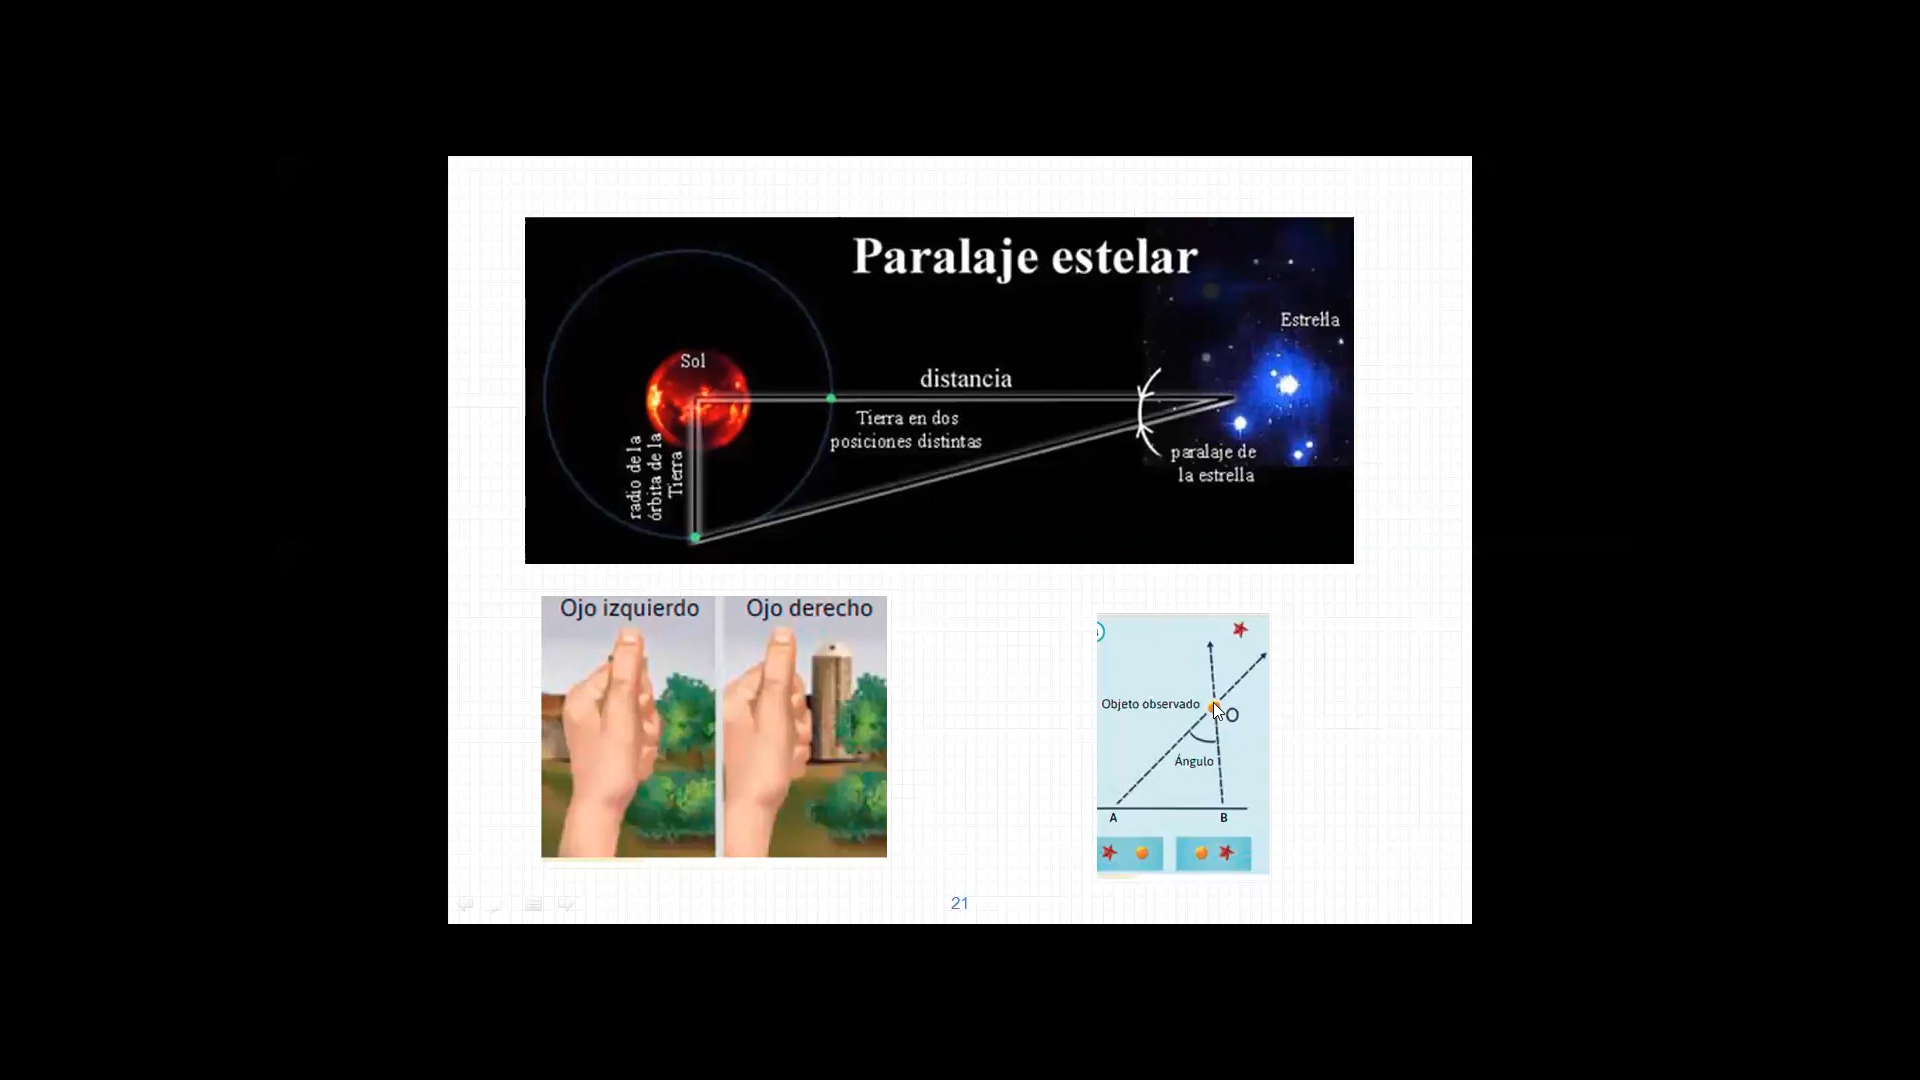 Paralaje estelar
Estrella
Sol
distancia
Tierra en dos
posiciones distintas
radio de la
órbita de la
Tierra
paralaje de
la estrella
Ojo izquierdo
Ojo derecho
Objeto observado
O
Ángulo
A
B
21